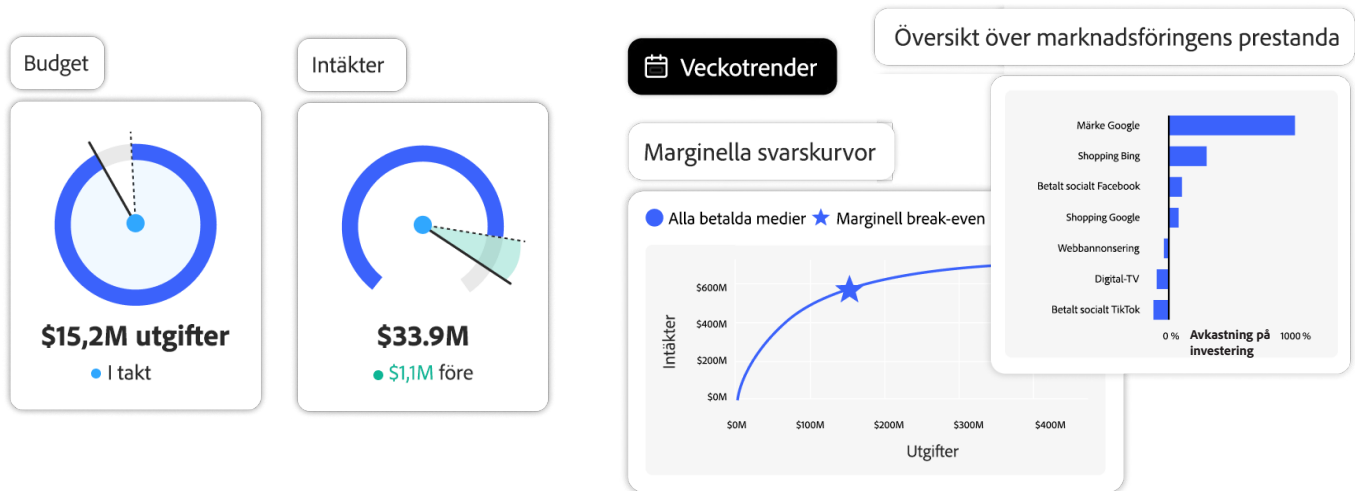 Budget
$15,2M utgifter
I takt
Intäkter
$33.9M
$1,1M före
Veckotrender
Marginella svarskurvor
Alla betalda medier
Marginell break-even
Intäkter
$600M
$400M
$200M
$0M
$0M
$100M
$200M
$300M
$400M
Utgifter
Översikt över marknadsföringens prestanda
Märke Google
Shopping Bing
Betalt socialt Facebook
Shopping Google
Webbannonsering
Digital-TV
Betalt socialt TikTok
0 %
Avkastning på
investering
1000 %